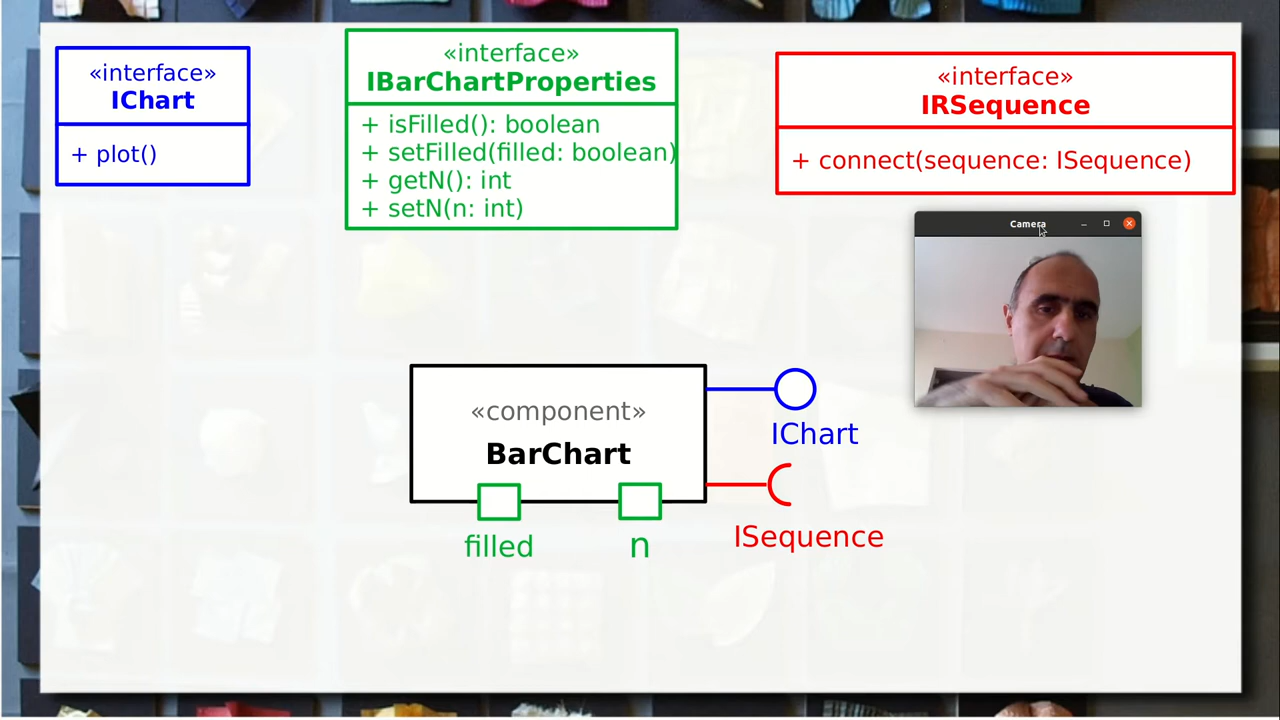 «interface»
IChart
+ plot()
«interface»
IBarChartProperties
+ isFilled(): boolean
+ setFilled(filled: boolean)
+ getN(): int
+ setN(n: int)
«interface»
IRSequence
+ connect(sequence: ISequence)
Camera
«component»
BarChart
IChart
ISequence
filled
n